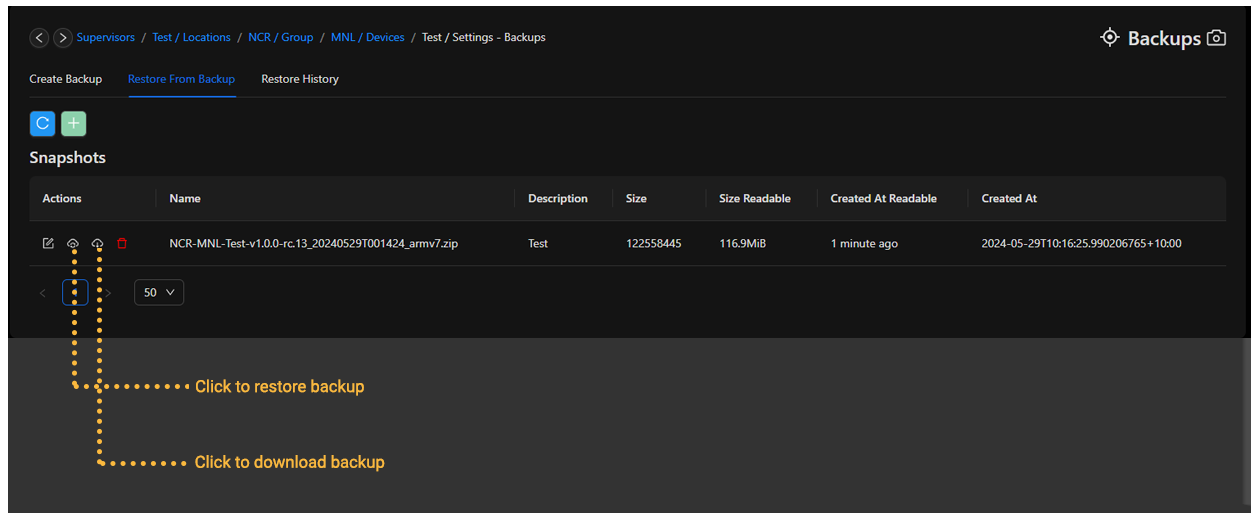 Supervisors / Test / Locations / NCR / Group / MNL / Devices / Test / Settings - Backups
Backups
Create Backup Restore From Backup Restore History
Snapshots
Actions Name Description Size Size Readable Created At Readable Created At
NCR-MNL-Test-v1.0.0-rc.13_20240529T001424_armv7.zip Test 122558445 116.9MiB 1 minute ago 2024-05-29T10:16:25.990206765+10:00
50
Click to restore backup
Click to download backup